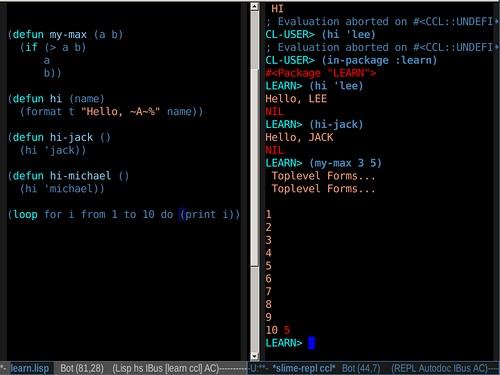 (defun my-max (a b)
(if (> a b)
a
b))
(defun hi (name)
(format t "Hello, ~A~%" name))
(defun hi-jack ()
(hi 'jack))
(defun hi-michael ()
(hi 'michael))
(loop for i from 1 to 10 do (print i))
*- learn.lisp Bot (81,28) (Lisp hs IBus [learn ccl] AC)----------
HI
; Evaluation aborted on #<CCL::UNDEFI
CL-USER> (hi 'lee)
; Evaluation aborted on #<CCL::UNDEFI
CL-USER> (in-package :learn)
#<Package "LEARN">
LEARN> (hi 'lee)
Hello, LEE
NIL
LEARN> (hi-jack)
Hello, JACK
NIL
LEARN> (my-max 3 5)
Toplevel Forms...
Toplevel Forms...
1
2
3
4
5
6
7
8
9
10 5
LEARN>
-U:**- *slime-repl ccl* Bot (44,7) (REPL Autodoc IBus AC)---